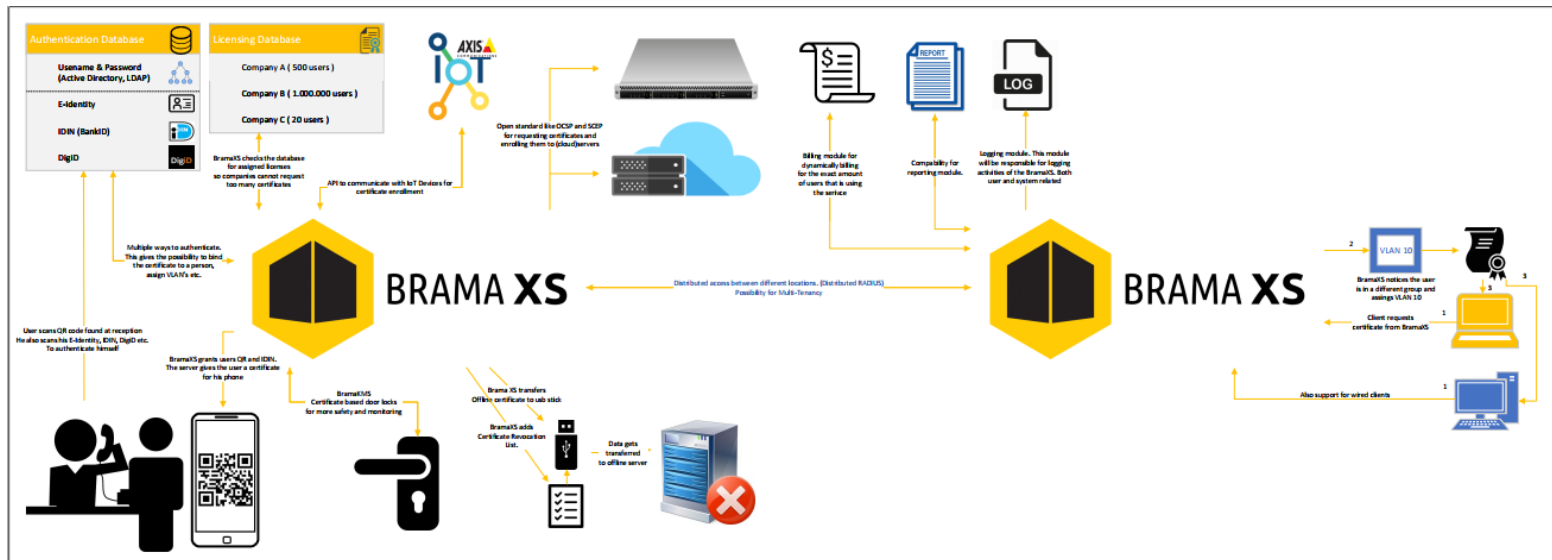 Authentication Database
Usename & Password
(Active Directory, LDAP)
E-Identity
IDIN (BankID)
DigiD
DigiD
Licensing Database
Company A ( 500 users )
Company B ( 1.000.000 users )
Company C ( 20 users )
BramaXS checks the database
for assigned licenses
so companies cannot request
too many certificates
AXIS
COMMUNICATIONS
IOT
API to communicate with IoT Devices for
certificate enrollment
Open standard like OCSP and SCEP
for requesting certificates and
enrolling them to (cloud)servers
$
Billing module for
dynamically billing
for the exact amount
of users that is using
the serivce
REPORT
Compability for
reporting module.
LOG
Logging module. This module
will be responsible for logging
activities of the BramaXS. Both
user and system related
Multiple ways to authenticate.
This gives the possibility to bind
the certificate to a person,
assign VLAN's etc.
BRAMA XS
Distributed access between different locations. (Distributed RADIUS)
Possibility for Multi-Tenancy
BRAMA XS
2
VLAN 10
BramaXS notices the user
is in a different group and
assings VLAN 10
3
3
1
Client requests
certificate from BramaXS
1
Also support for wired clients
User scans QR code found at reception
He also scans his E-Identity, IDIN, DigiD etc.
To authenticate himself
BramaXS grants users QR and IDIN.
The server gives the user a certificate
for his phone
BramaKMS
Certificate based door locks
for more safety and monitoring
Brama XS transfers
Offline certificate to usb stick
BramaXS adds
Certificate Revocation
List.
Data gets
transferred
to offline server